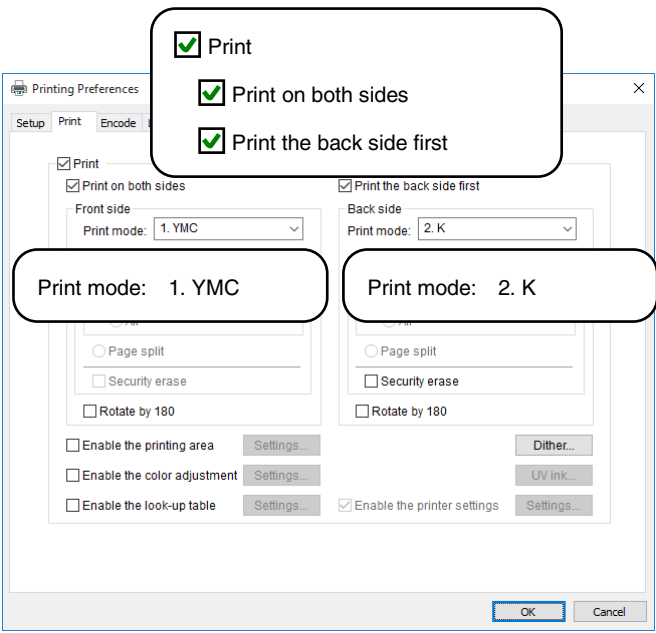 Print
Print on both sides
Print the back side first
Printing Preferences
Setup Print Encode
Print
Print on both sides Print the back side first
Front side Back side
Print mode: 1. YMC Print mode: 2. K
Print mode: 1. YMC Print mode: 2. K
Page split Page split
Security erase Security erase
Rotate by 180 Rotate by 180
Enable the printing area Settings... Dither...
Enable the color adjustment Settings... UV ink...
Enable the look-up table Settings... Enable the printer settings Settings...
OK Cancel